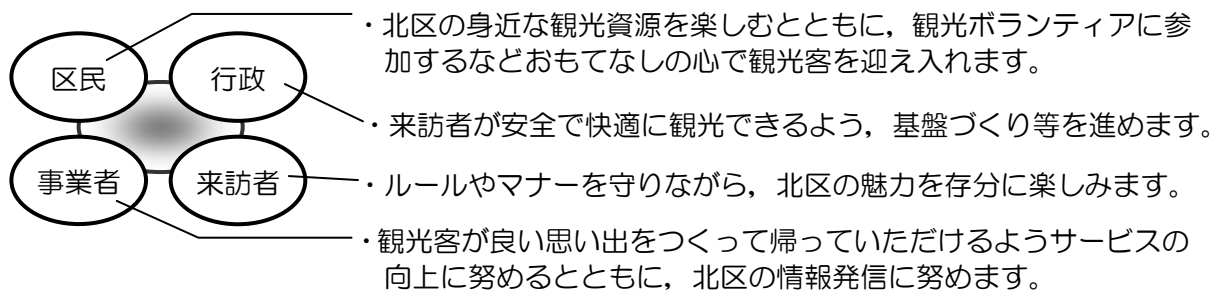 ・北区の身近な観光資源を楽しむとともに，観光ボランティアに参
加するなどおもてなしの心で観光客を迎え入れます。
区民
行政
・来訪者が安全で快適に観光できるよう，基盤づくり等を進めます。
事業者
来訪者
・ルールやマナーを守りながら，北区の魅力を存分に楽しみます。
・観光客が良い思い出をつくって帰っていただけるようサービスの
向上に努めるとともに，北区の情報発信に努めます。